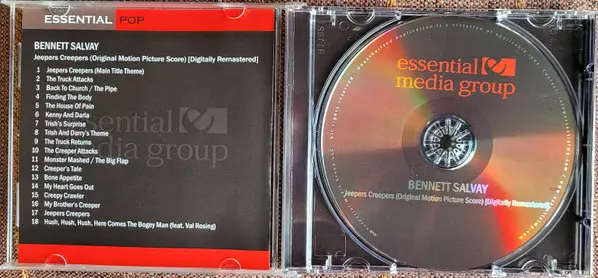 ESSENTIAL POP
BENNETT SALVAY
Jeepers Creepers (Original Motion Picture Score) [Digitally Remastered]
1 Jeepers Creepers (Main Title Theme)
2 The Truck Attacks
3 Back To Church / The Pipe
4 Finding The Body
5 The House Of Pain
6 Kenny And Darla
7 Trish's Surprise
8 Trish And Darry's Theme
9 The Truck Returns
10 The Creeper Attacks
11 Monster Mashed / The Big Flap
12 Creeper's Tale
13 Bone Appetite
14 My Heart Goes Out
15 Creepy Crawler
16 My Brother's Creeper
17 Jeepers Creepers
18 Hush, Hush, Hush, Here Comes The Bogey Man (feat. Val Rosing)
essential
media group
essential
media group
BENNETT SALVAY
Jeepers Creepers (Original Motion Picture Score) [Digitally Remastered]